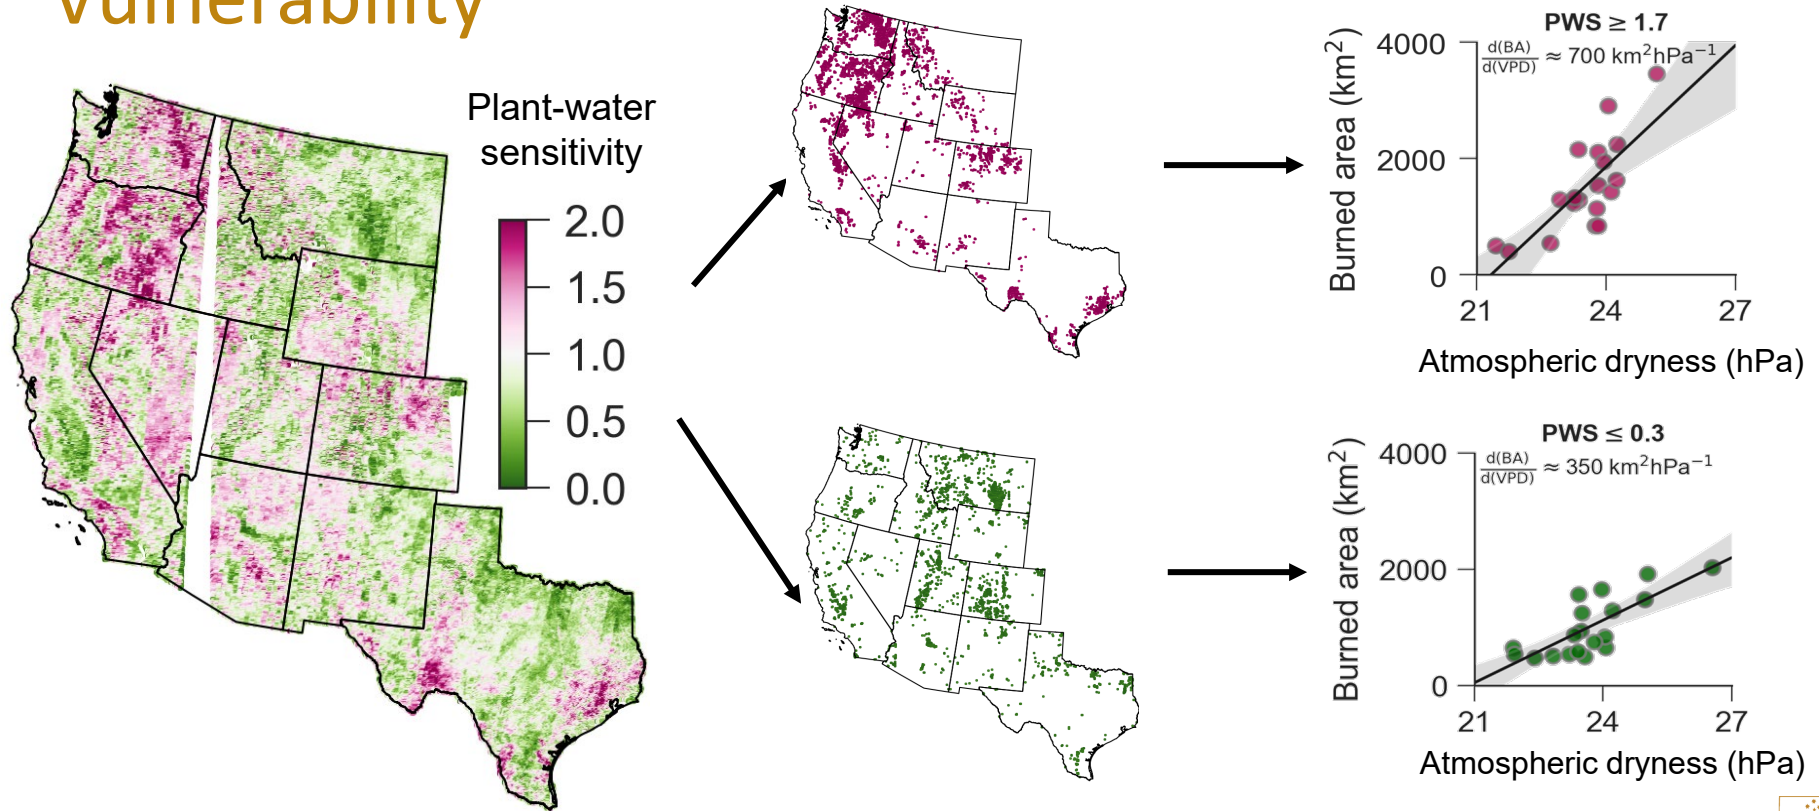 Vulnerability
Plant-water
sensitivity
2.0
1.5
1.0
0.5
0.0
PWS ≥ 1.7
d(BA)/d(VPD) ≈ 700 km²hPa⁻¹
Burned area (km²)
4000
2000
0
21 24 27
Atmospheric dryness (hPa)
PWS ≤ 0.3
d(BA)/d(VPD) ≈ 350 km²hPa⁻¹
Burned area (km²)
4000
2000
0
21 24 27
Atmospheric dryness (hPa)